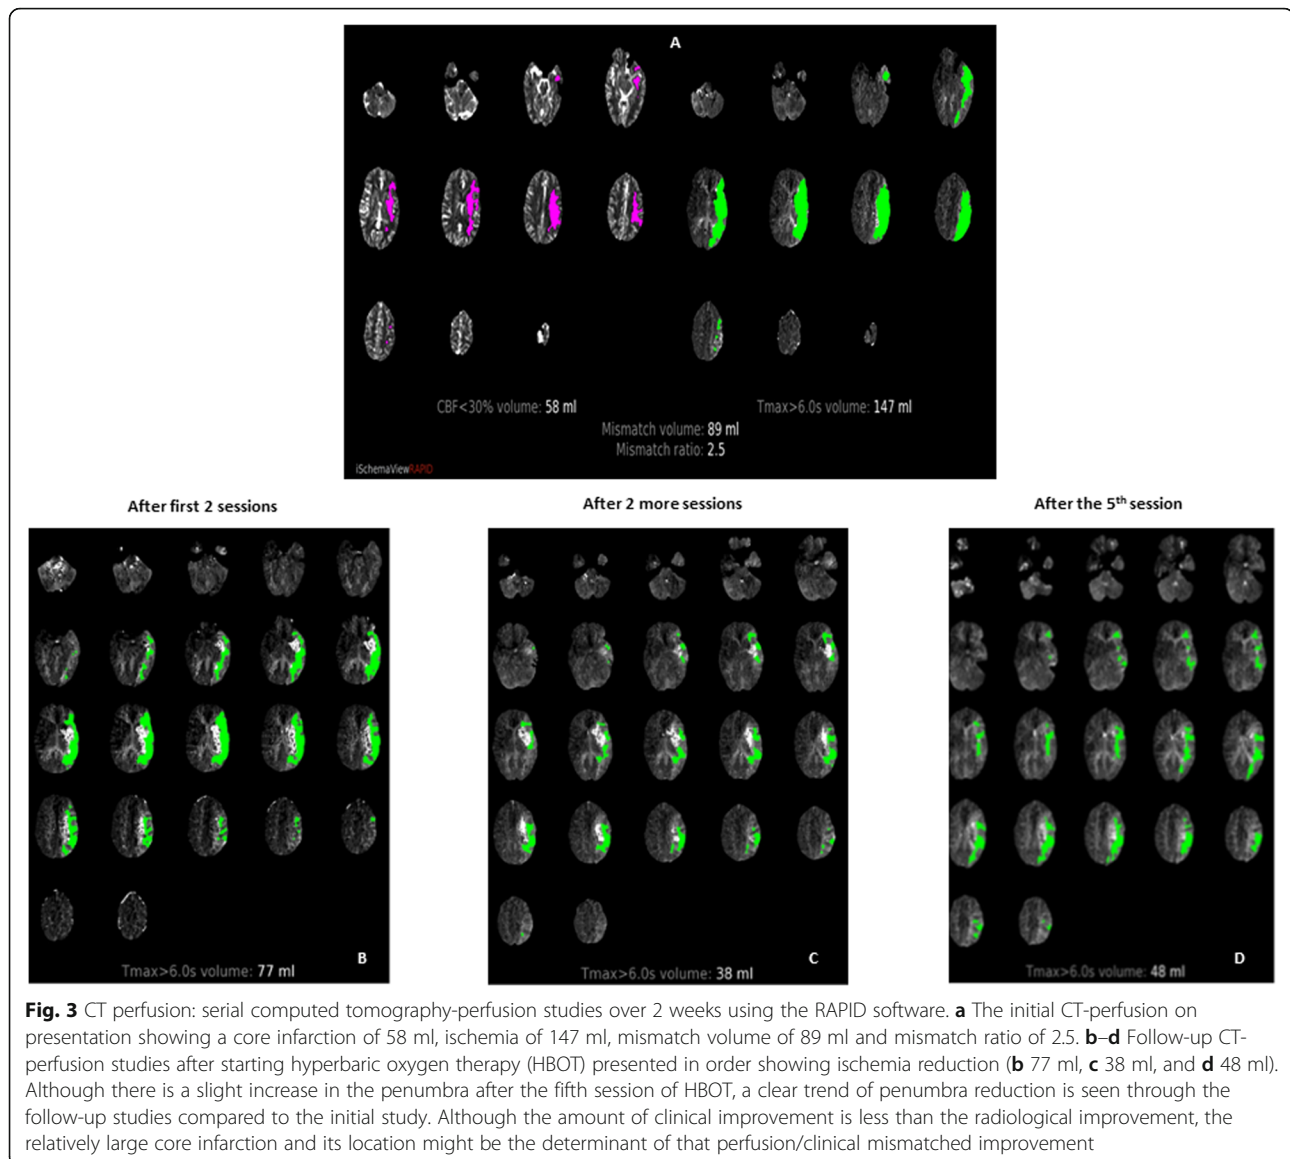 A
CBF<30% volume: 58 ml
Tmax>6.0s volume: 147 ml
Mismatch volume: 89 ml
Mismatch ratio: 2.5
iSchemaViewRAPID
After first 2 sessions
After 2 more sessions
After the 5th session
B
Tmax>6.0s volume: 77 ml
C
Tmax>6.0s volume: 38 ml
D
Tmax>6.0s volume: 48 ml
Fig. 3 CT perfusion: serial computed tomography-perfusion studies over 2 weeks using the RAPID software. a The initial CT-perfusion on
presentation showing a core infarction of 58 ml, ischemia of 147 ml, mismatch volume of 89 ml and mismatch ratio of 2.5. b–d Follow-up CT-
perfusion studies after starting hyperbaric oxygen therapy (HBOT) presented in order showing ischemia reduction (b 77 ml, c 38 ml, and d 48 ml).
Although there is a slight increase in the penumbra after the fifth session of HBOT, a clear trend of penumbra reduction is seen through the
follow-up studies compared to the initial study. Although the amount of clinical improvement is less than the radiological improvement, the
relatively large core infarction and its location might be the determinant of that perfusion/clinical mismatched improvement